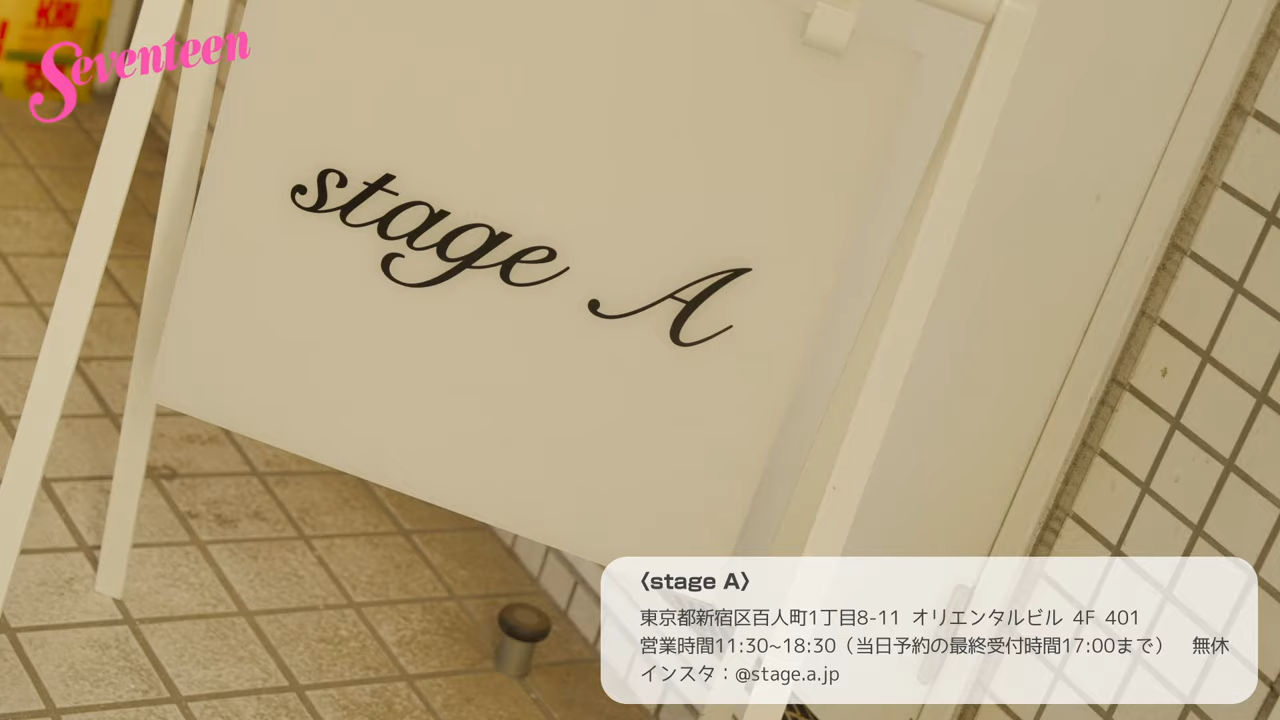 Seventeen
stage A
〈stage A〉
東京都新宿区百人町1丁目8-11 オリエンタルビル 4F 401
営業時間11:30~18:30（当日予約の最終受付時間17:00まで） 無休
インスタ：@stage.a.jp